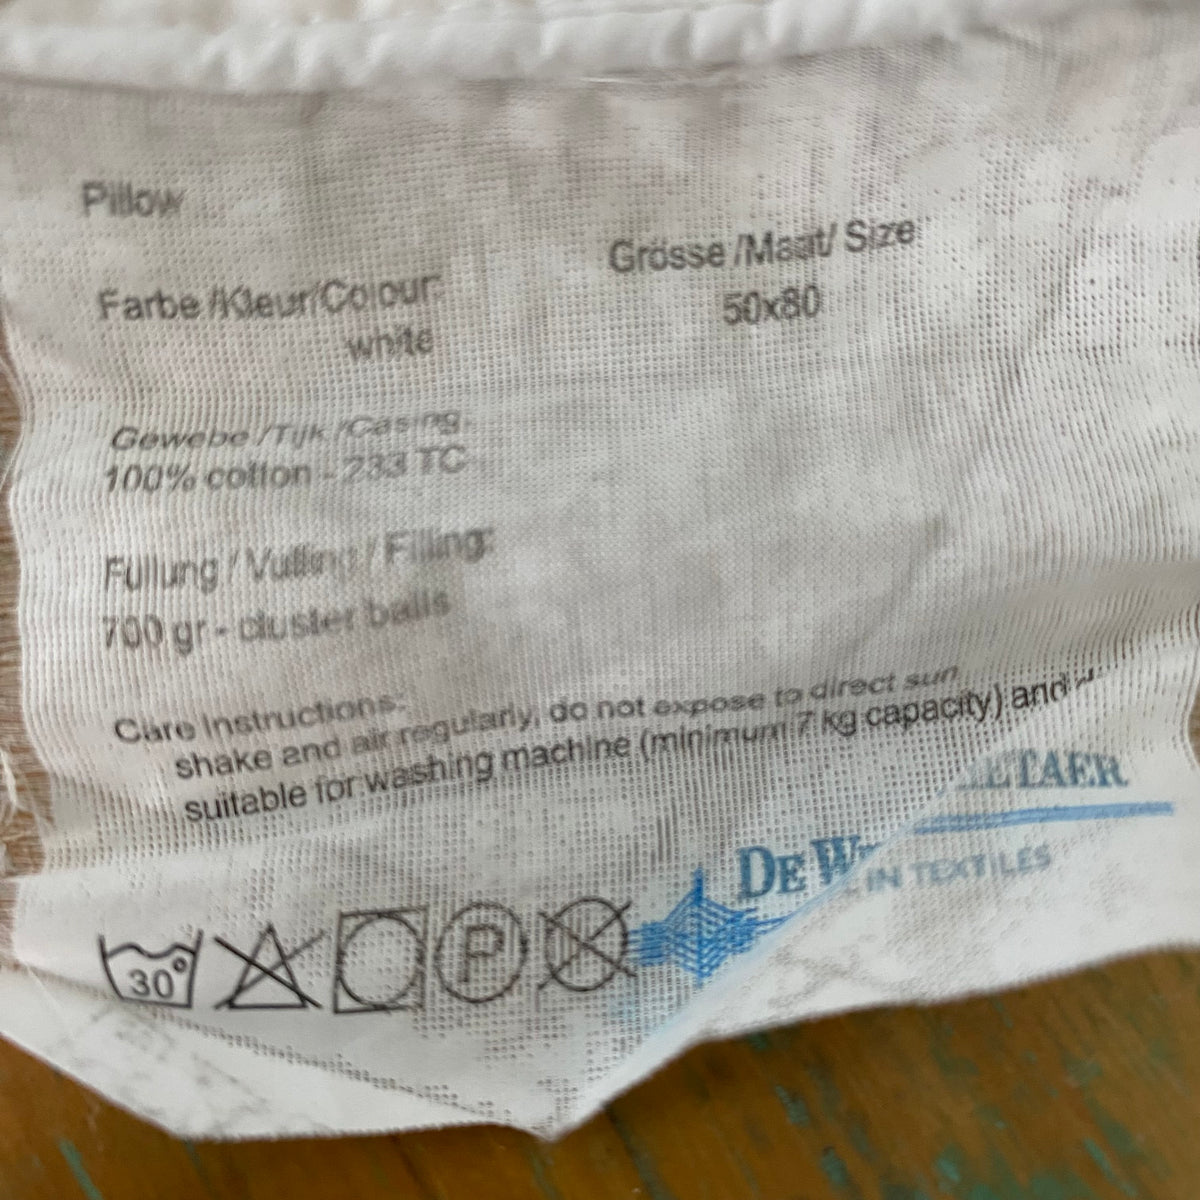 Pillow
Grösse /Maat/ Size
Farbe /Kleur/Colour:
50x80
white
Gewebe /Tijk /Casing:
100% cotton - 233 TC
Füllung / Vulling / Filling:
700 gr - cluster balls
Care Instructions:
shake and air regularly, do not expose to direct sun
suitable for washing machine (minimum 7 kg capacity) and
DE
IN TEXTILES
30°
P